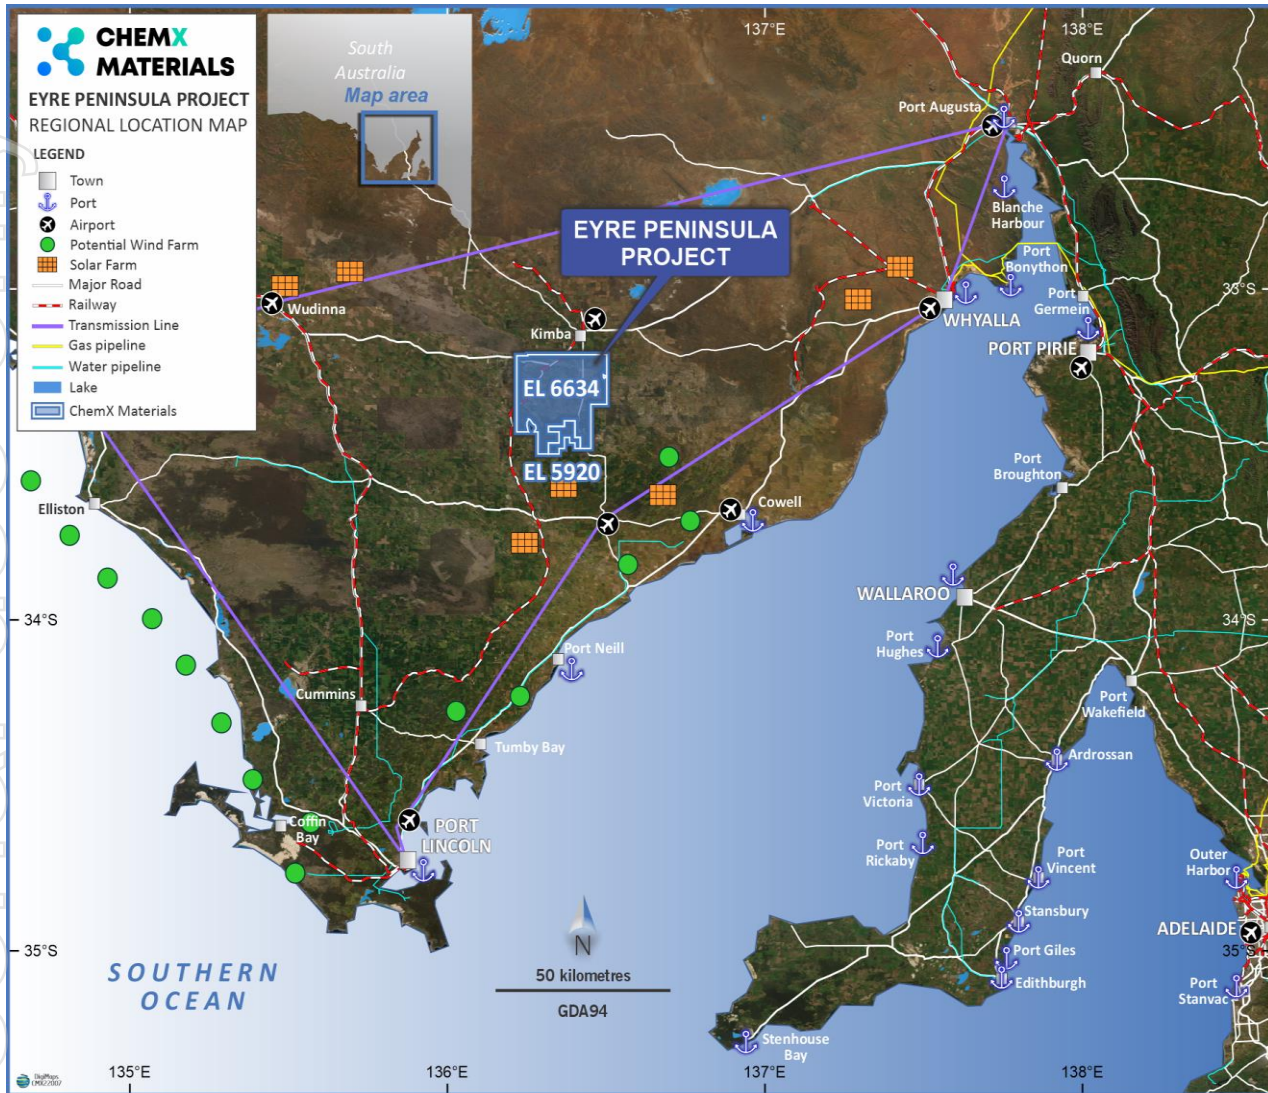 CHEMX
MATERIALS
EYRE PENINSULA PROJECT
REGIONAL LOCATION MAP
LEGEND
Town
Port
Airport
Potential Wind Farm
Solar Farm
Major Road
Railway
Transmission Line
Gas pipeline
Water pipeline
Lake
ChemX Materials
South
Australia
Map area
137°E
138°E
Quorn
Port Augusta
Blanche
Harbour
EYRE PENINSULA
PROJECT
Port
Bonython
33°S
Port
Germein
Wudinna
WHYALLA
Kimba
PORT PIRIE
EL 6634
EL 5920
Port
Broughton
Cowell
Elliston
WALLAROO
34°S
34°S
Port
Hughes
Port Neill
Cummins
Port
Wakefield
Tumby Bay
Ardrossan
Port
Victoria
Coffin
Bay
PORT
LINCOLN
Port
Rickaby
Port
Vincent
Outer
Harbor
Stansbury
ADELAIDE
35°S
35°S
Port Giles
Edithburgh
Port
Stanvac
SOUTHERN
OCEAN
N
50 kilometres
GDA94
Stenhouse
Bay
DigiMaps
CMX22007
135°E
136°E
137°E
138°E